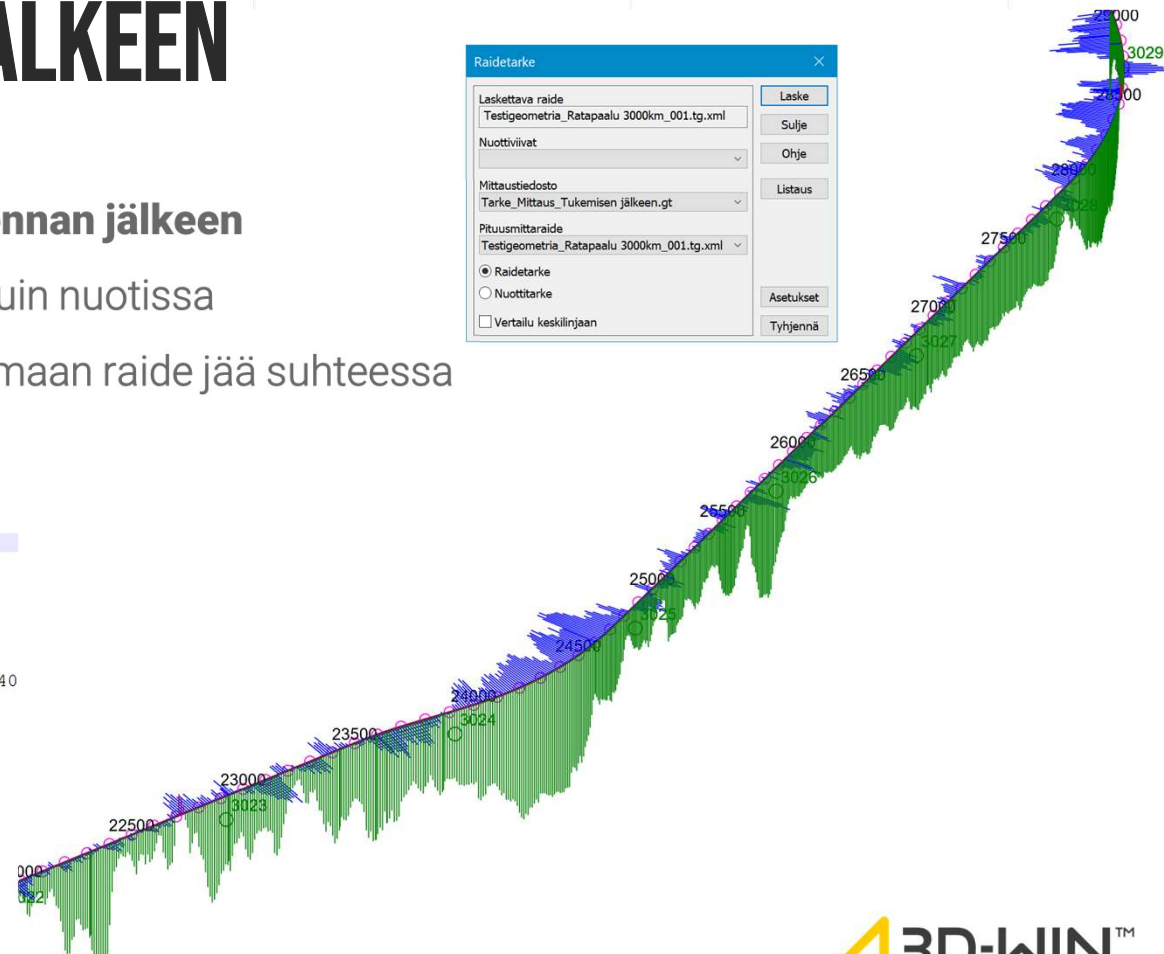 ALKEEN
ennan jälkeen
uin nuotissa
maan raide jää suhteessa
40
Raidetarke
Laskettava raide
Testigeometria_Ratapaalu 3000km_001.tg.xml
Nuottiviivat
Mittaustiedosto
Tarke_Mittaus_Tukemisen jälkeen.gt
Pituusmittaraide
Testigeometria_Ratapaalu 3000km_001.tg.xml
Raidetarke
Nuottitarke
Vertailu keskilinjaan
Laske
Sulje
Ohje
Listaus
Asetukset
Tyhjennä
29000
3029
28500
28000
3028
27500
27000
3027
26500
26000
3026
25500
25000
3025
24500
24000
3024
23500
23000
3023
22500
000
022
3D-WIN™